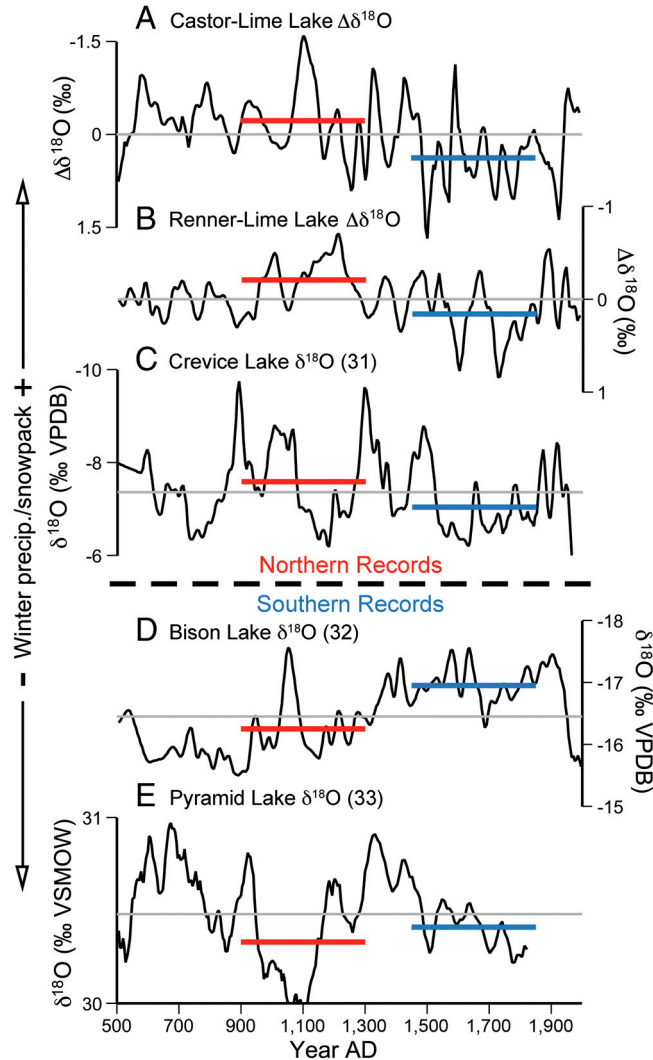 A Castor-Lime Lake Δδ¹⁸O
-1.5
0
1.5
Δδ¹⁸O (‰)
B Renner-Lime Lake Δδ¹⁸O
-1
0
1
Δδ¹⁸O (‰)
C Crevice Lake δ¹⁸O (31)
-10
-8
-6
δ¹⁸O (‰ VPDB)
- Winter precip./snowpack +
Northern Records
Southern Records
D Bison Lake δ¹⁸O (32)
-18
-17
-16
-15
δ¹⁸O (‰ VPDB)
E Pyramid Lake δ¹⁸O (33)
31
30
δ¹⁸O (‰ VSMOW)
500 700 900 1,100 1,300 1,500 1,700 1,900
Year AD